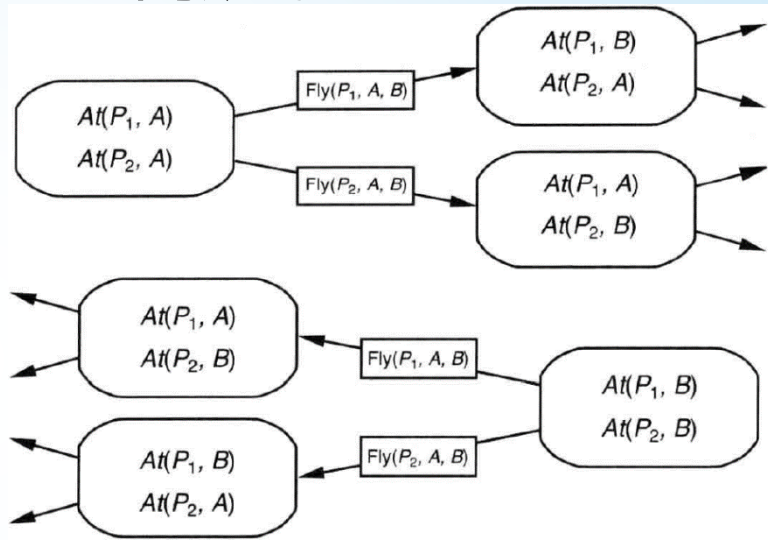 At(P₁, A)
At(P₂, A)
Fly(P₁, A, B)
At(P₁, B)
At(P₂, A)
Fly(P₂, A, B)
At(P₁, A)
At(P₂, B)
At(P₁, A)
At(P₂, B)
Fly(P₁, A, B)
At(P₁, B)
At(P₂, B)
At(P₁, B)
At(P₂, A)
Fly(P₂, A, B)